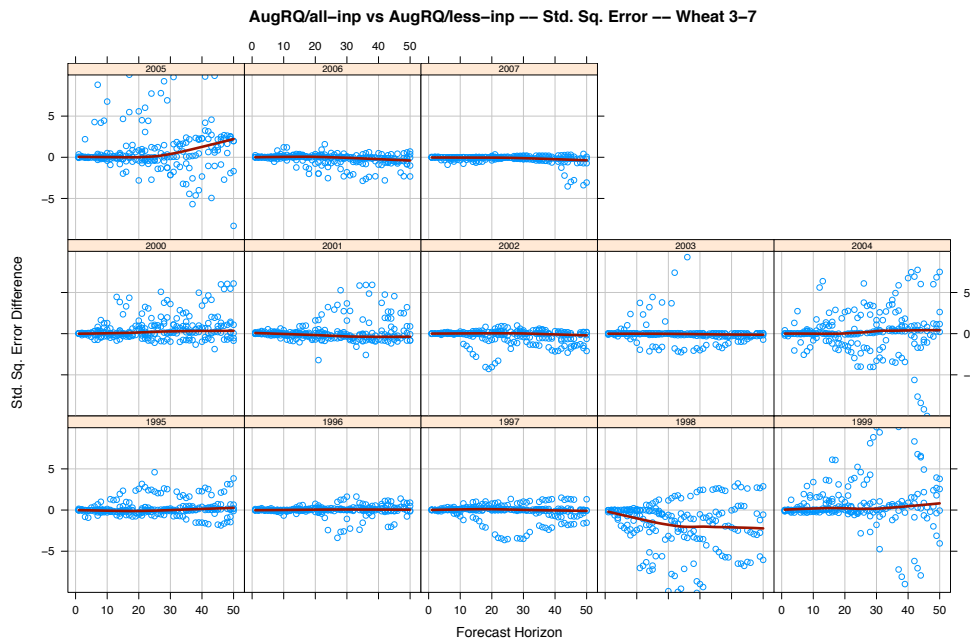 AugRQ/all−inp vs AugRQ/less−inp −− Std. Sq. Error −− Wheat 3−7
0 10 20 30 40 50
2005 2006 2007
5
0
−5
2000 2001 2002 2003 2004
5
0
−
1995 1996 1997 1998 1999
5
0
−5
0 10 20 30 40 50 0 10 20 30 40 50 0 10 20 30 40 50
Std. Sq. Error Difference
Forecast Horizon